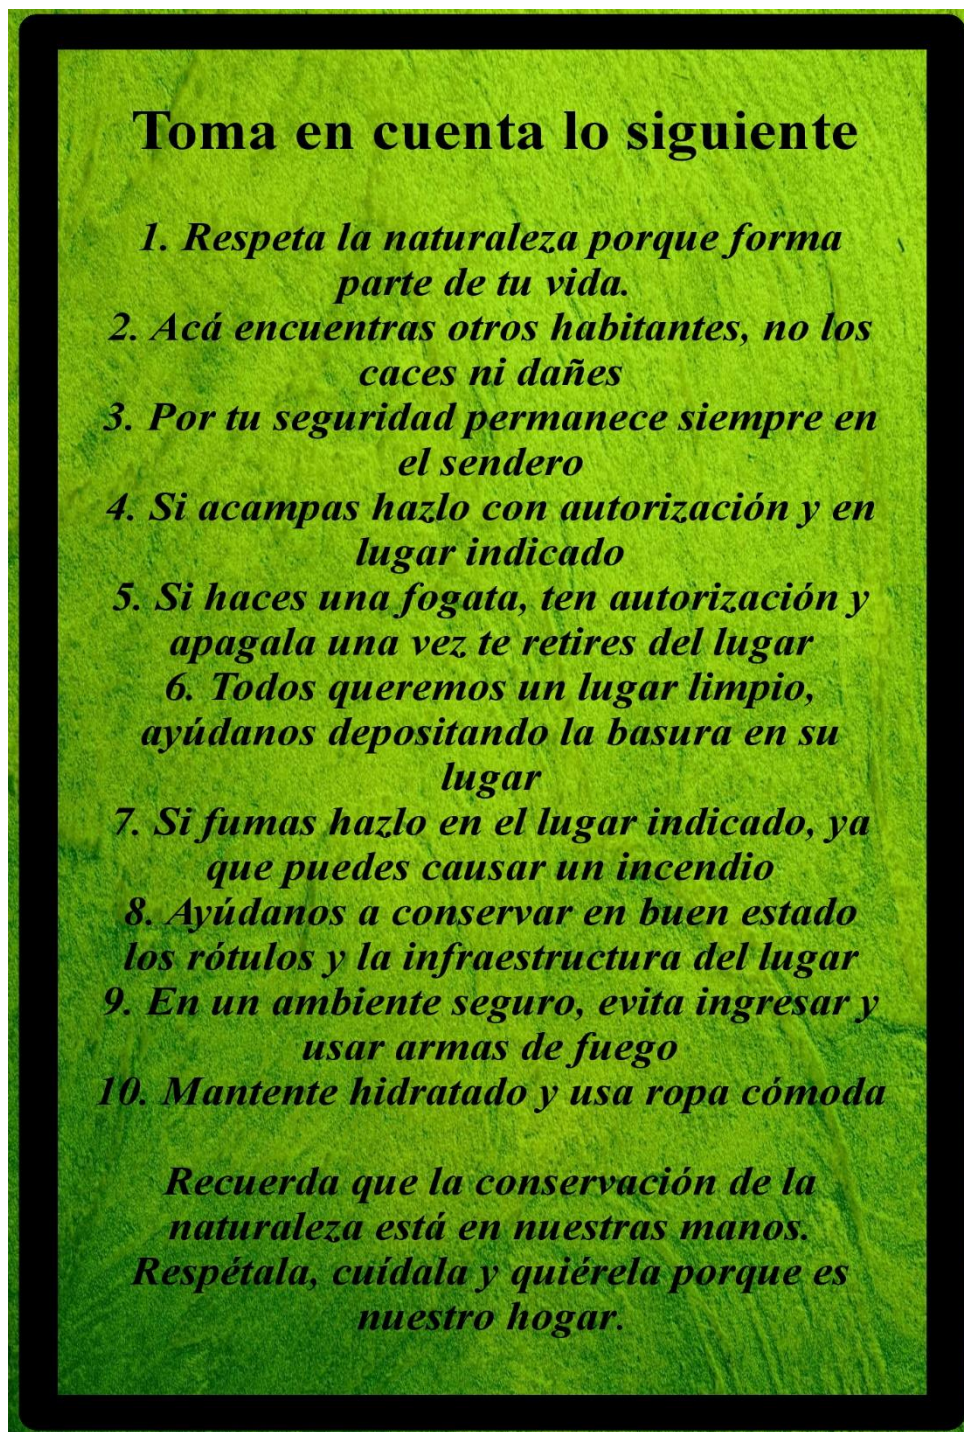 Toma en cuenta lo siguiente
1. Respeta la naturaleza porque forma
parte de tu vida.
2. Acá encuentras otros habitantes, no los
caces ni dañes
3. Por tu seguridad permanece siempre en
el sendero
4. Si acampas hazlo con autorización y en
lugar indicado
5. Si haces una fogata, ten autorización y
apagala una vez te retires del lugar
6. Todos queremos un lugar limpio,
ayúdanos depositando la basura en su
lugar
7. Si fumas hazlo en el lugar indicado, ya
que puedes causar un incendio
8. Ayúdanos a conservar en buen estado
los rótulos y la infraestructura del lugar
9. En un ambiente seguro, evita ingresar y
usar armas de fuego
10. Mantente hidratado y usa ropa cómoda
Recuerda que la conservación de la
naturaleza está en nuestras manos.
Respétala, cuídala y quiérela porque es
nuestro hogar.